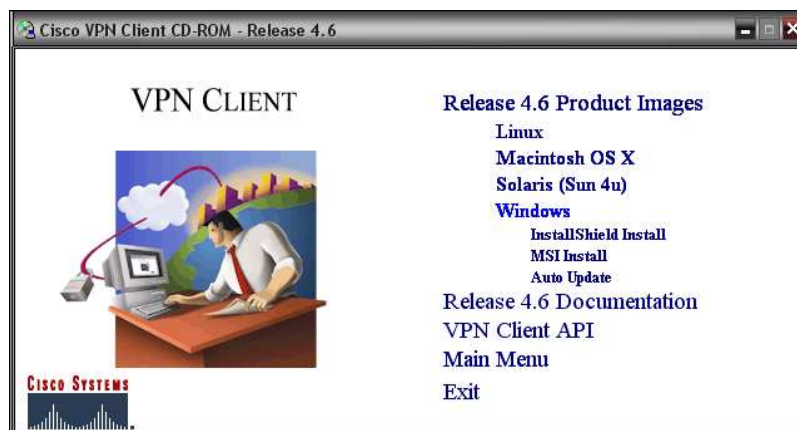 Cisco VPN Client CD-ROM - Release 4.6
VPN CLIENT
Release 4.6 Product Images
Linux
Macintosh OS X
Solaris (Sun 4u)
Windows
InstallShield Install
MSI Install
Auto Update
Release 4.6 Documentation
VPN Client API
Main Menu
Exit
CISCO SYSTEMS